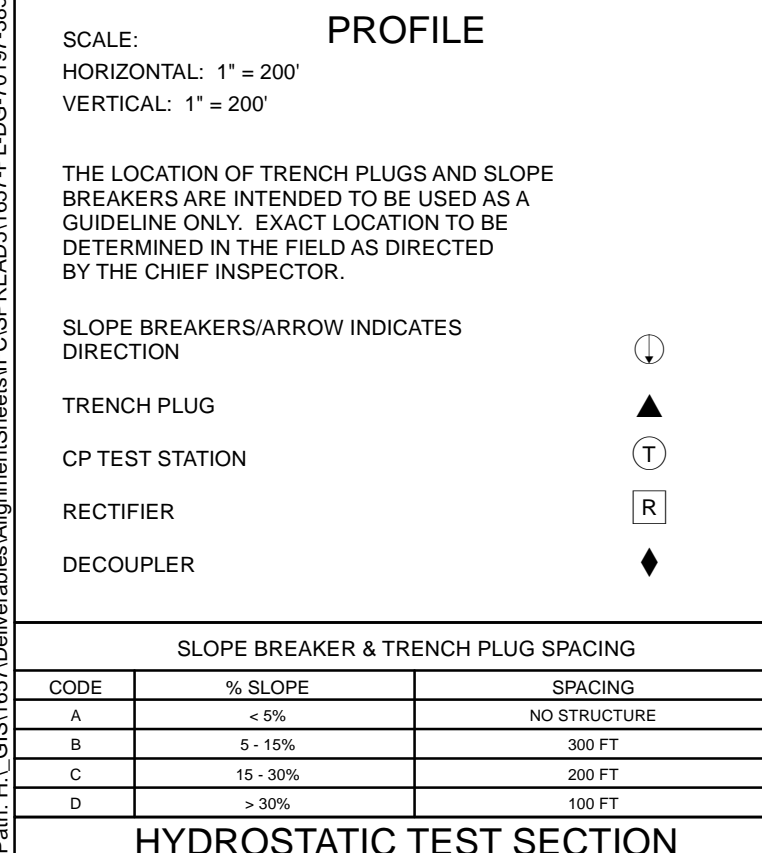 PROFILE
SCALE:
HORIZONTAL: 1" = 200'
VERTICAL: 1" = 200'
THE LOCATION OF TRENCH PLUGS AND SLOPE
BREAKERS ARE INTENDED TO BE USED AS A
GUIDELINE ONLY. EXACT LOCATION TO BE
DETERMINED IN THE FIELD AS DIRECTED
BY THE CHIEF INSPECTOR.
SLOPE BREAKERS/ARROW INDICATES
DIRECTION
TRENCH PLUG
CP TEST STATION T
RECTIFIER R
DECOUPLER
SLOPE BREAKER & TRENCH PLUG SPACING
CODE % SLOPE SPACING
A < 5% NO STRUCTURE
B 5 - 15% 300 FT
C 15 - 30% 200 FT
D > 30% 100 FT
HYDROSTATIC TEST SECTION